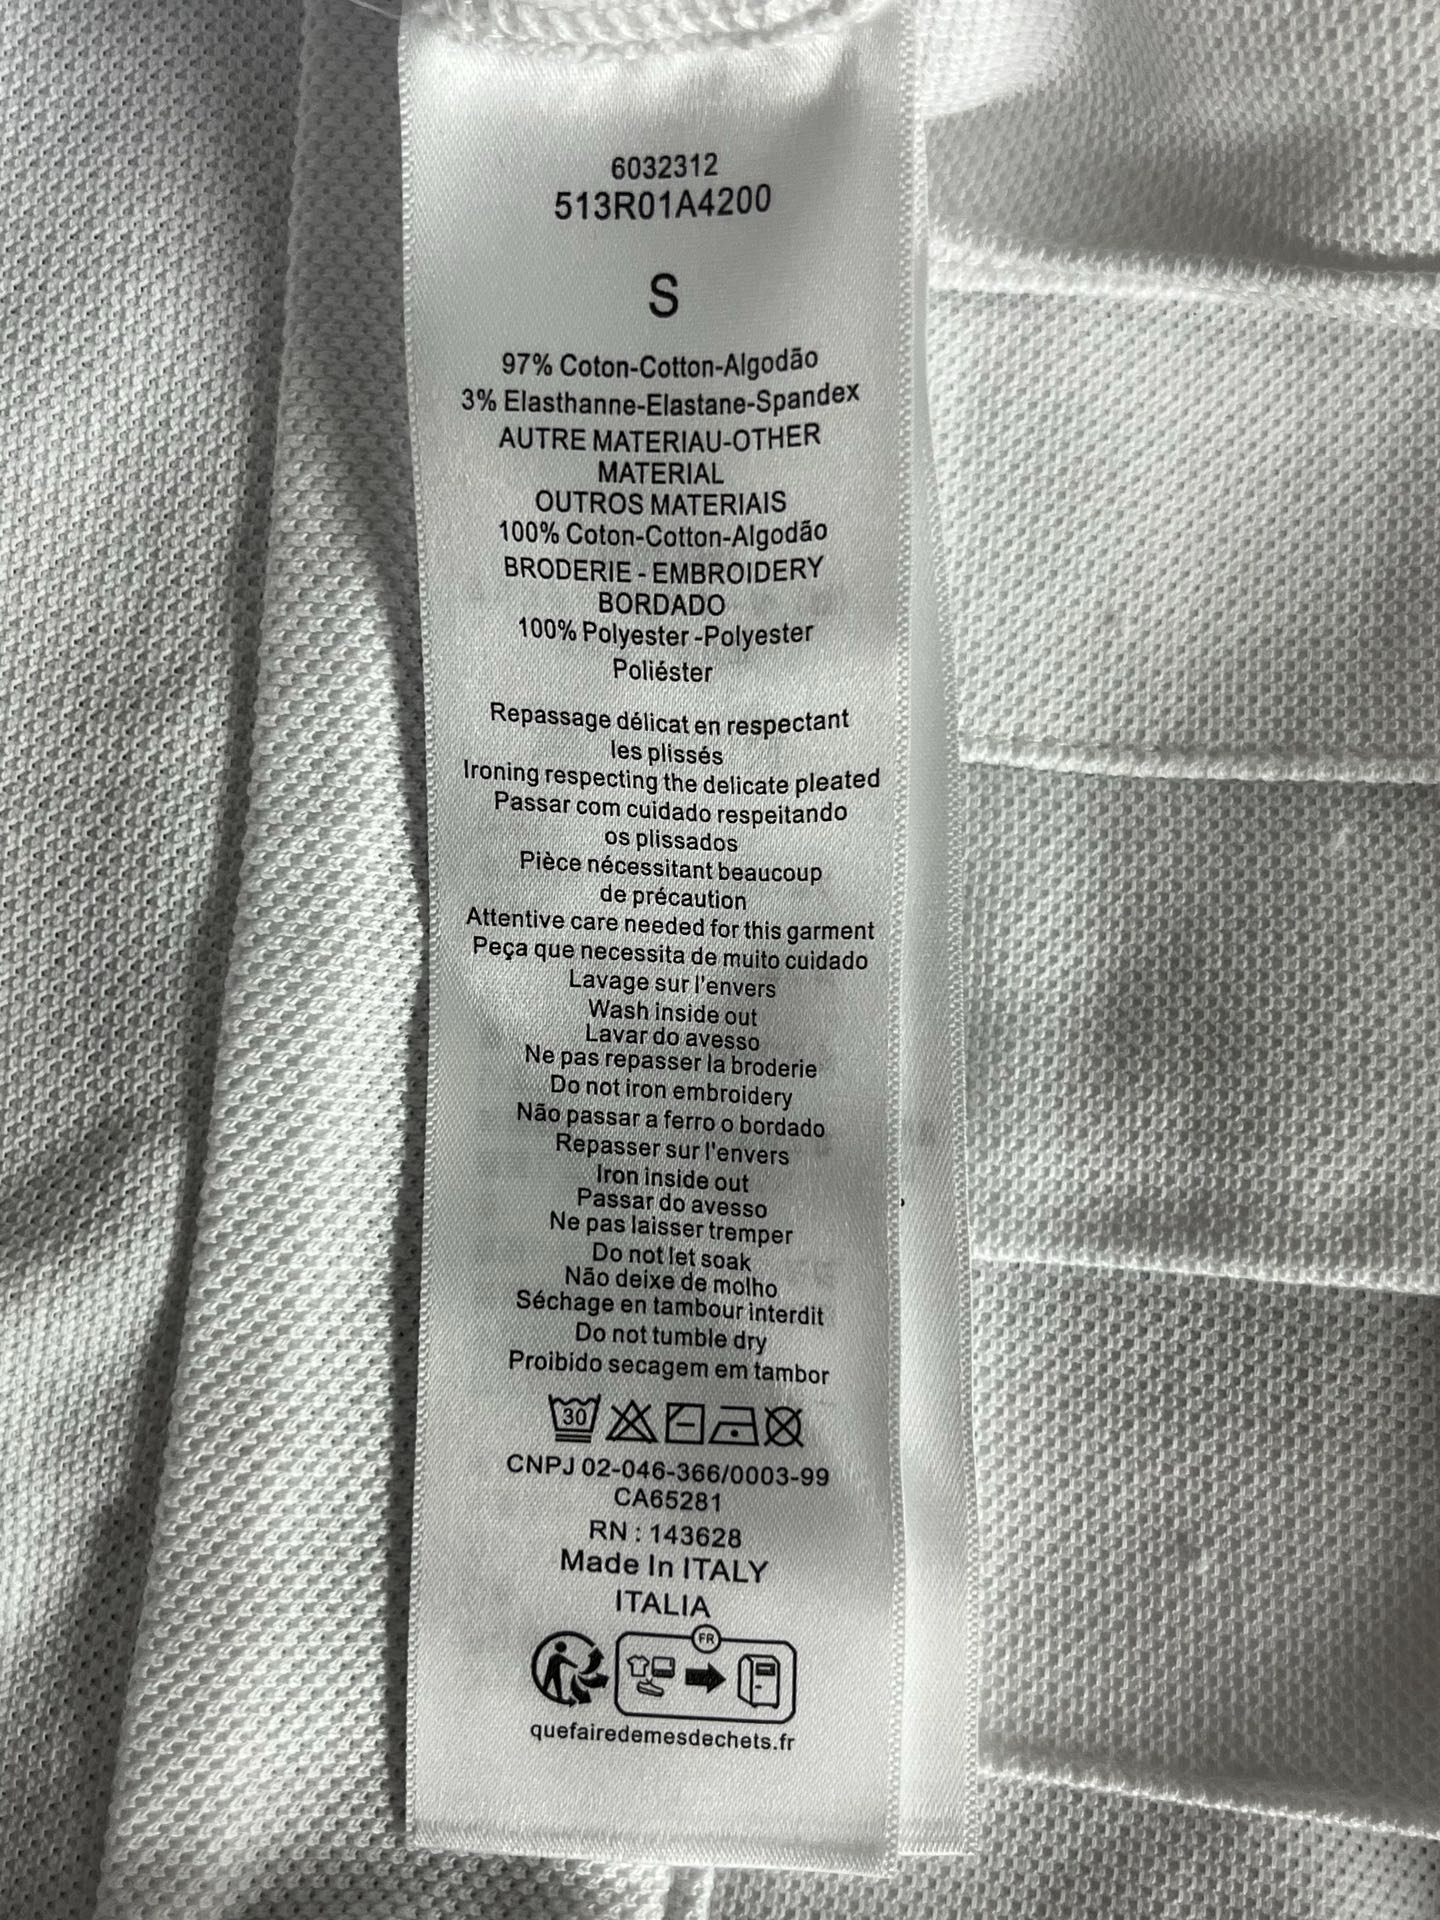 6032312
513R01A4200
S
97% Coton-Cotton-Algodão
3% Elasthanne-Elastane-Spandex
AUTRE MATERIAU-OTHER
MATERIAL
OUTROS MATERIAIS
100% Coton-Cotton-Algodão
BRODERIE - EMBROIDERY
BORDADO
100% Polyester -Polyester
Poliéster
Repassage délicat en respectant
les plissés
Ironing respecting the delicate pleated
Passar com cuidado respeitando
os plissados
Pièce nécessitant beaucoup
de précaution
Attentive care needed for this garment
Peça que necessita de muito cuidado
Lavage sur l'envers
Wash inside out
Lavar do avesso
Ne pas repasser la broderie
Do not iron embroidery
Não passar a ferro o bordado
Repasser sur l'envers
Iron inside out
Passar do avesso
Ne pas laisser tremper
Do not let soak
Não deixe de molho
Séchage en tambour interdit
Do not tumble dry
Proibido secagem em tambor
30
CNPJ 02-046-366/0003-99
CA65281
RN : 143628
Made In ITALY
ITALIA
FR
quefairedemesdechets.fr